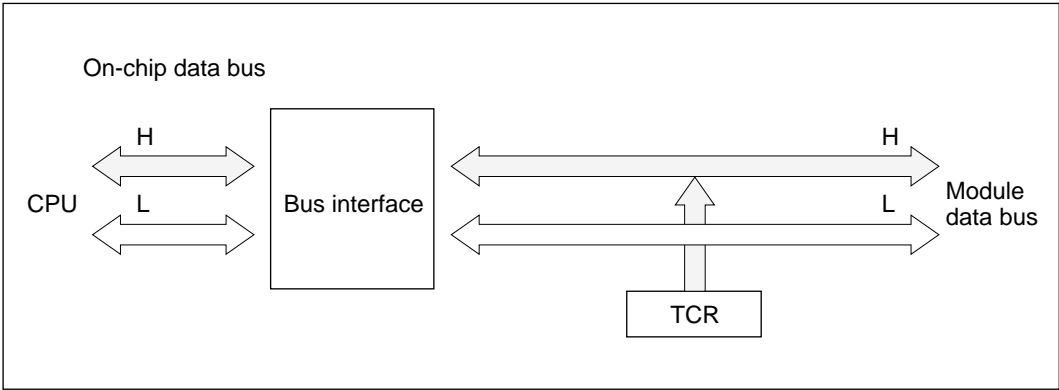 On-chip data bus
H
H
CPU
L
Bus interface
L
Module
data bus
TCR